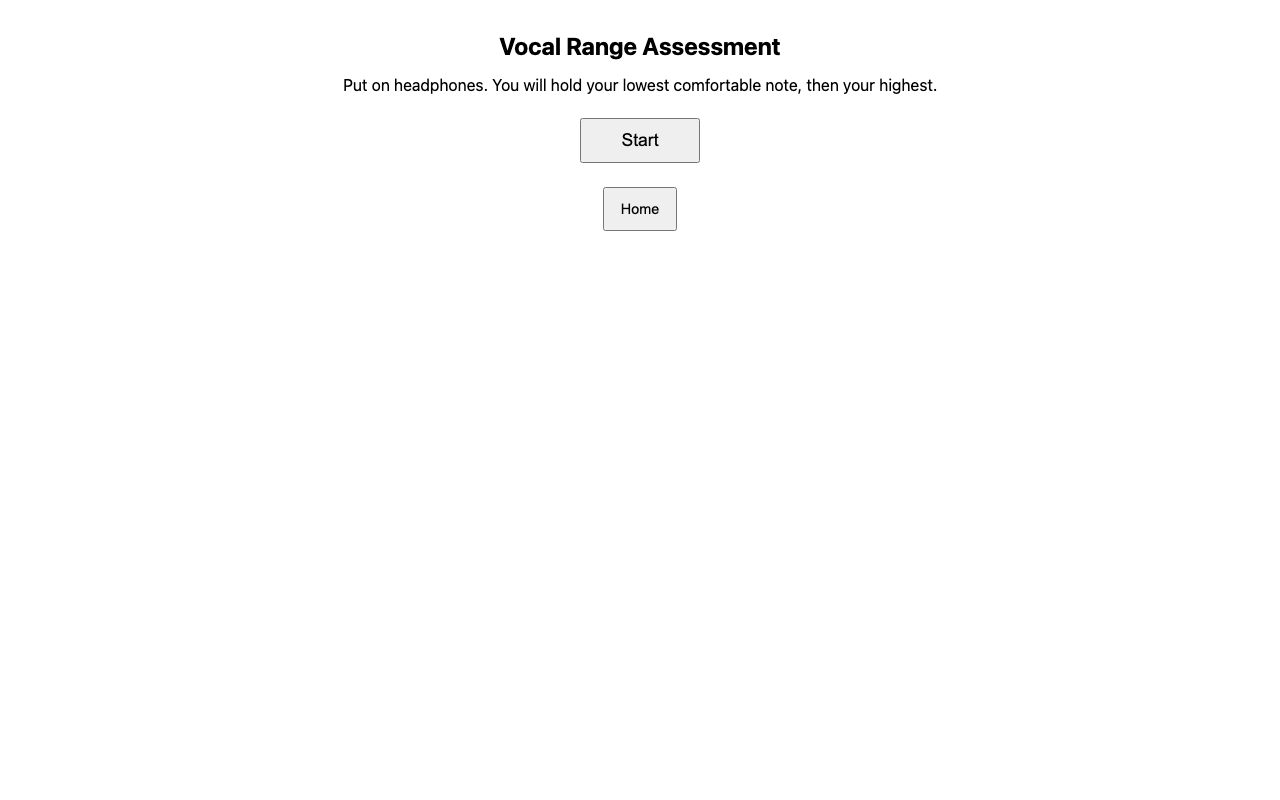 Vocal Range Assessment
Put on headphones. You will hold your lowest comfortable note, then your highest.
Start
Home